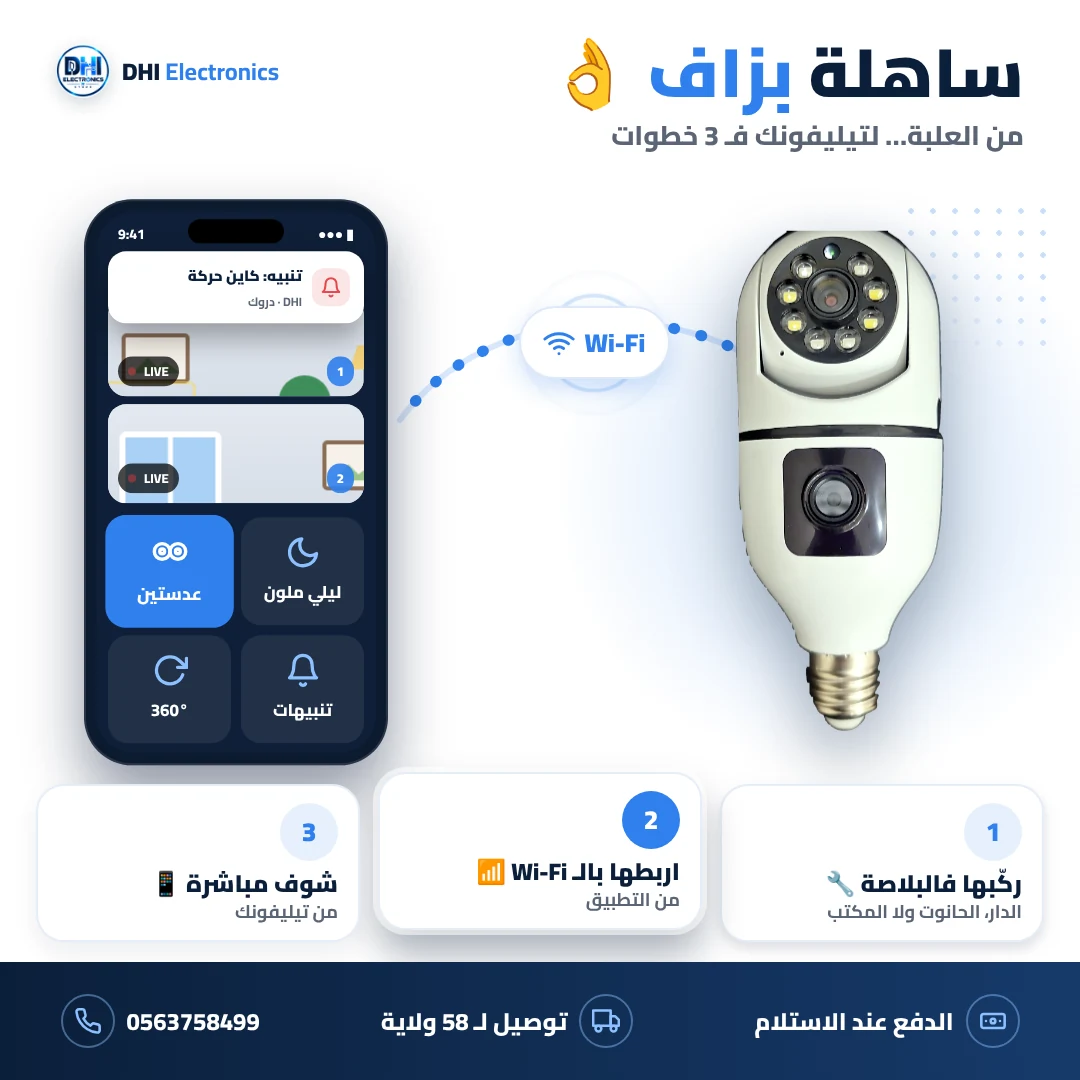 DHI ELECTRONICS
DHI Electronics
ساهلة بزاف 👌
من العلبة... لتيليفونك فـ 3 خطوات
9:41
تنبيه: كاين حركة
DHI · دروك
LIVE
1
LIVE
2
عدستين
ليلي ملون
360°
تنبيهات
Wi-Fi
1
ركّبها فالبلاصة 🔧
الدار، الحانوت ولا المكتب
2
اربطها بالـ Wi-Fi 📶
من التطبيق
3
شوف مباشرة 📱
من تيليفونك
الدفع عند الاستلام
توصيل لـ 58 ولاية
0563758499